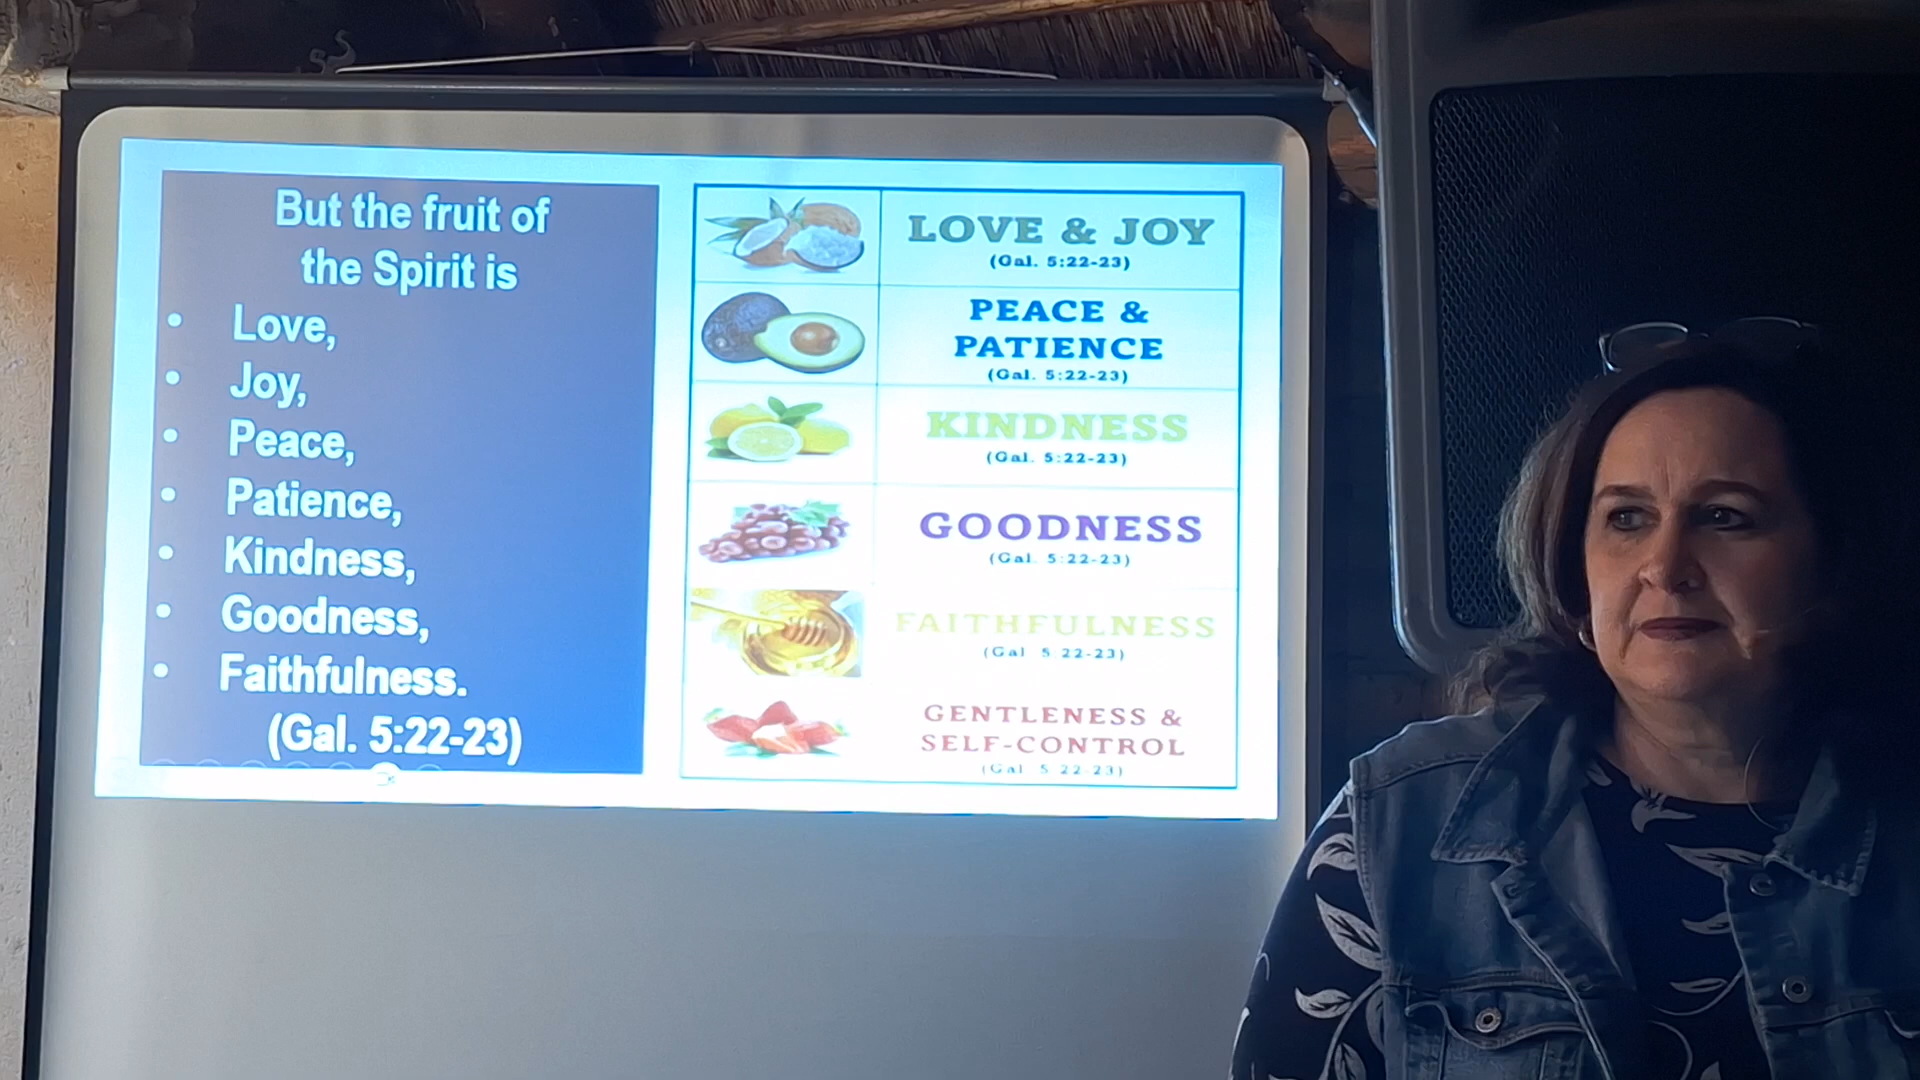 But the fruit of
the Spirit is
• Love,
• Joy,
• Peace,
• Patience,
• Kindness,
• Goodness,
• Faithfulness.
(Gal. 5:22-23)
LOVE & JOY
(Gal. 5:22-23)
PEACE &
PATIENCE
(Gal. 5:22-23)
KINDNESS
(Gal. 5:22-23)
GOODNESS
(Gal. 5:22-23)
FAITHFULNESS
(Gal 5 22-23)
GENTLENESS &
SELF-CONTROL
(Gal 5 22-23)